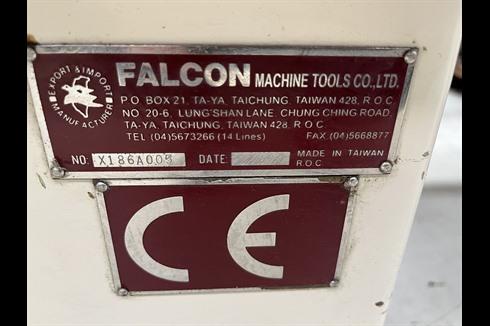 EXPORT & IMPORT
MANUFACTURER
FALCON MACHINE TOOLS CO.,LTD.
P O BOX 21, TA-YA, TAICHUNG, TAIWAN 428, R.O.C.
NO 20-6, LUNG'SHAN LANE, CHUNG CHING ROAD,
TA-YA, TAICHUNG, TAIWAN 428, R.O.C.
TEL (04)5673266 (14 Lines) FAX.(04)5668877
NO: X186A005 DATE: MADE IN TAIWAN
R.O.C.
CE